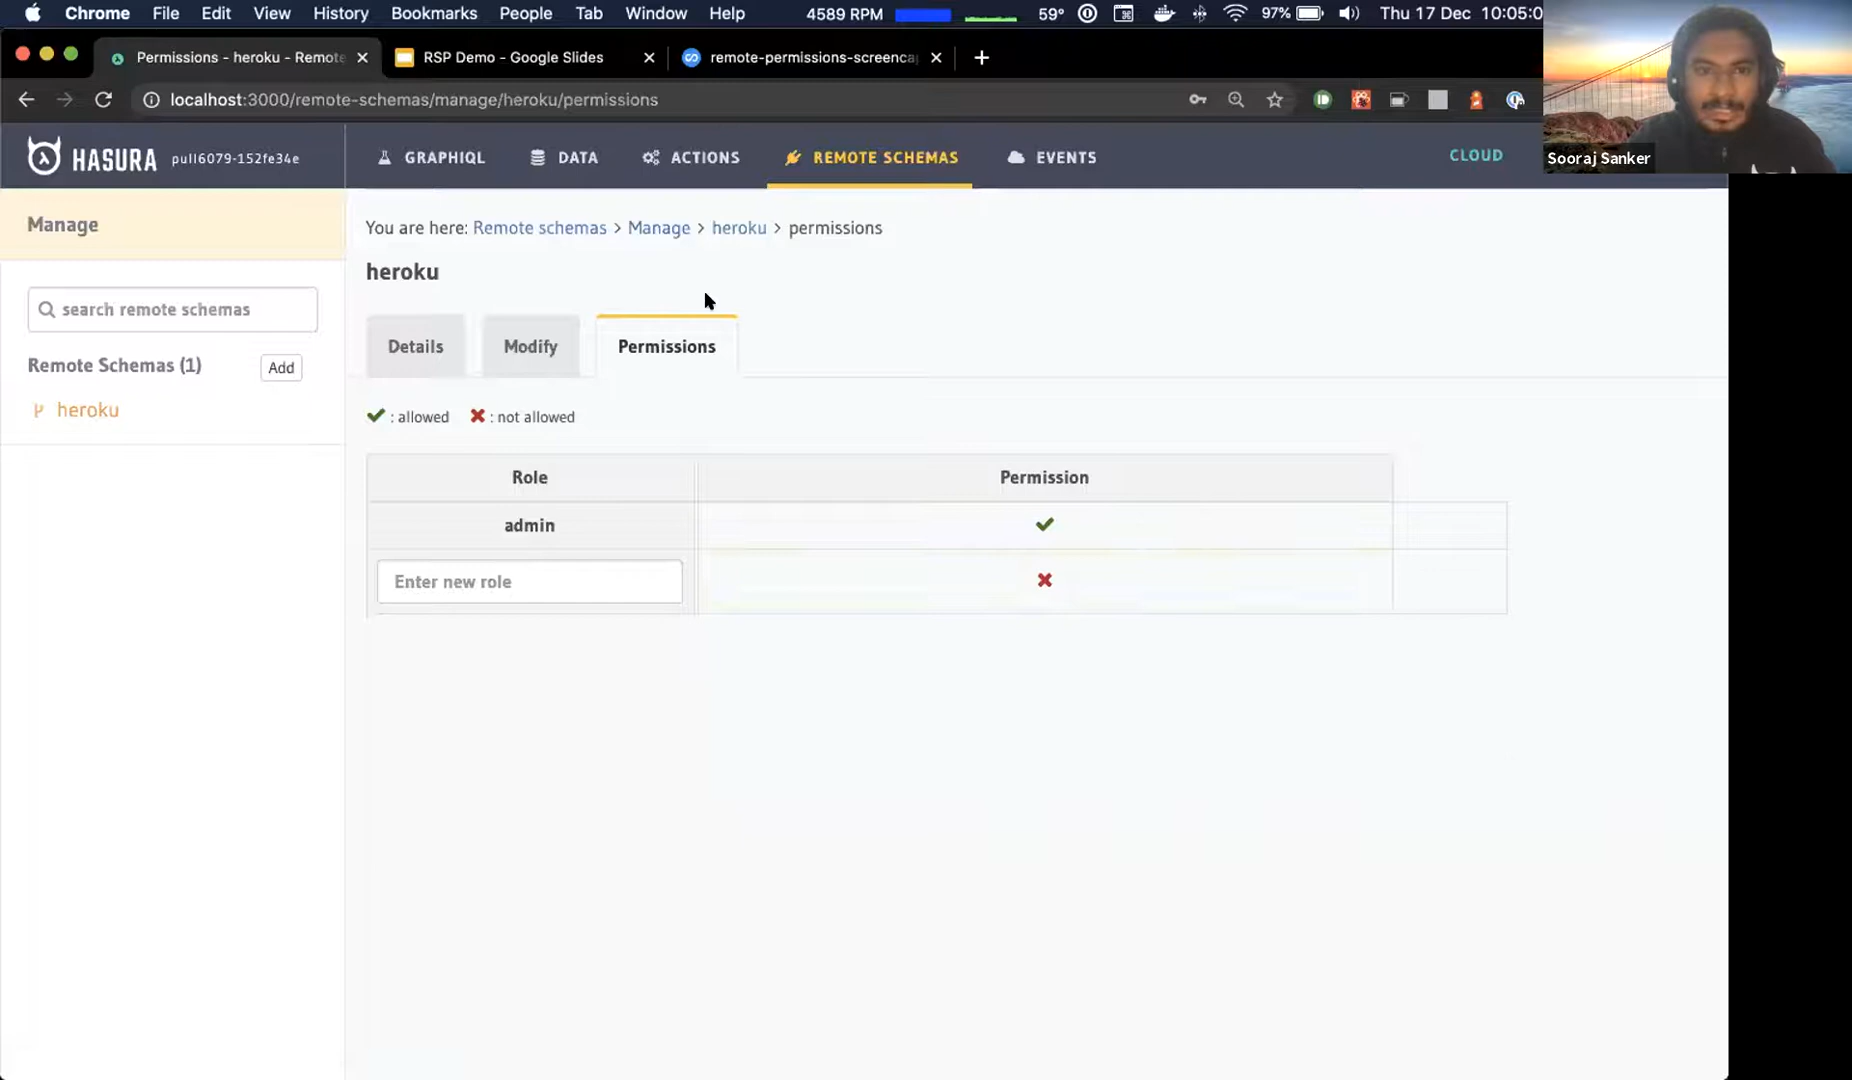 Chrome File Edit View History Bookmarks People Tab Window Help 4589 RPM 59° 97% Thu 17 Dec 10:05:0
Permissions - heroku - Remote RSP Demo - Google Slides remote-permissions-screencap
localhost:3000/remote-schemas/manage/heroku/permissions
HASURA pull6079-152fe34e GRAPHIQL DATA ACTIONS REMOTE SCHEMAS EVENTS CLOUD
Sooraj Sanker
Manage
You are here: Remote schemas > Manage > heroku > permissions
heroku
search remote schemas
Details Modify Permissions
Remote Schemas (1) Add
heroku
: allowed : not allowed
Role Permission
admin
Enter new role